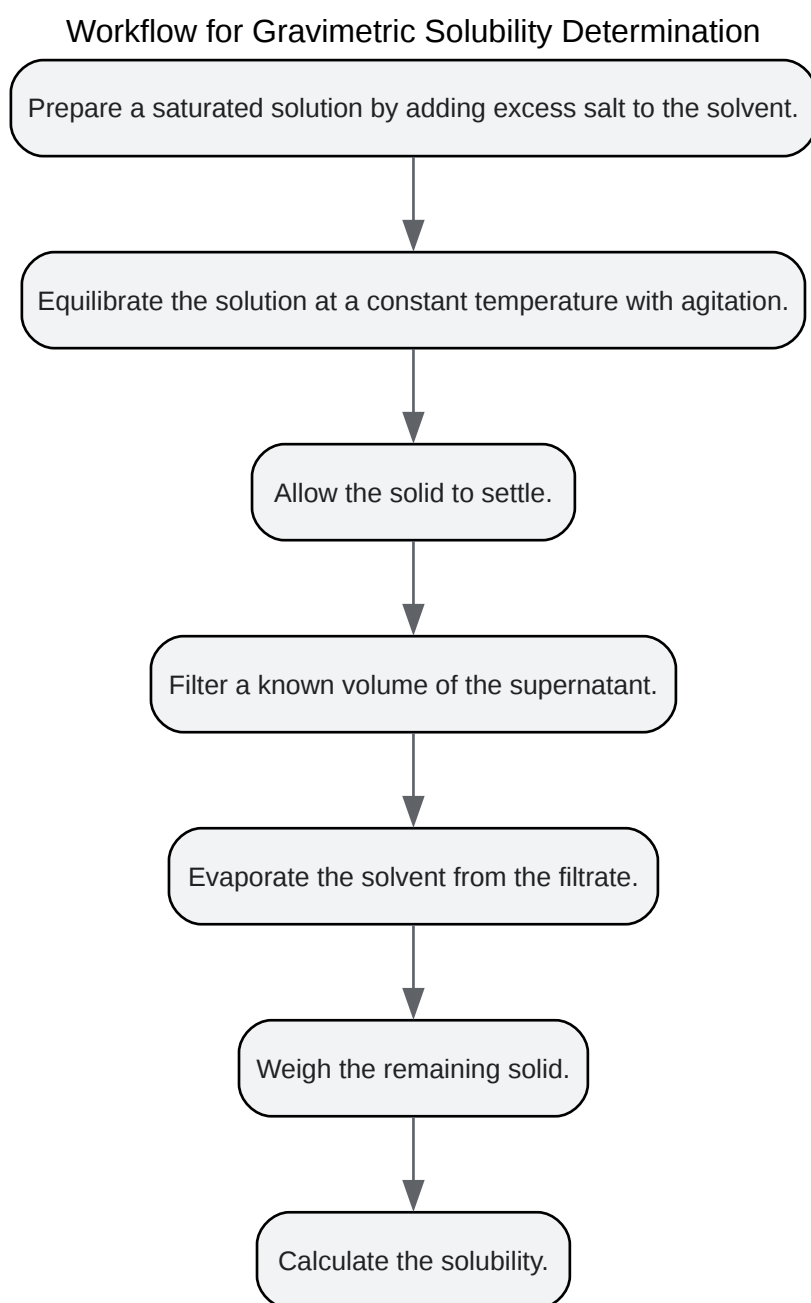 Workflow for Gravimetric Solubility Determination
Prepare a saturated solution by adding excess salt to the solvent.
Equilibrate the solution at a constant temperature with agitation.
Allow the solid to settle.
Filter a known volume of the supernatant.
Evaporate the solvent from the filtrate.
Weigh the remaining solid.
Calculate the solubility.